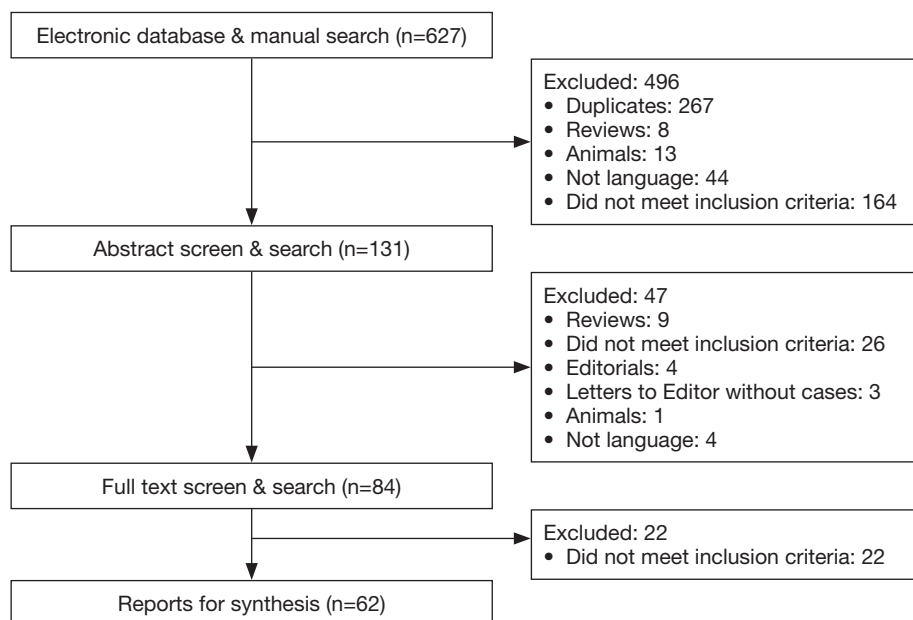 Electronic database & manual search (n=627)
Excluded: 496
• Duplicates: 267
• Reviews: 8
• Animals: 13
• Not language: 44
• Did not meet inclusion criteria: 164
Abstract screen & search (n=131)
Excluded: 47
• Reviews: 9
• Did not meet inclusion criteria: 26
• Editorials: 4
• Letters to Editor without cases: 3
• Animals: 1
• Not language: 4
Full text screen & search (n=84)
Excluded: 22
• Did not meet inclusion criteria: 22
Reports for synthesis (n=62)